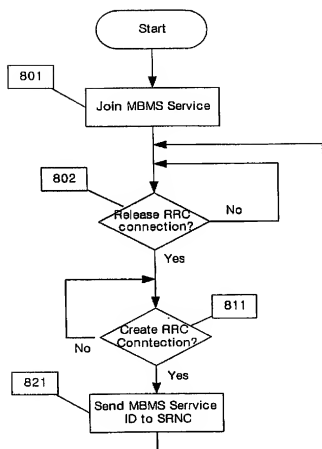 Start
801
Join MBMS Service
802
Release RRC
connection?
No
Yes
811
Create RRC
Conntection?
No
Yes
821
Send MBMS Serrvice
ID to SRNC